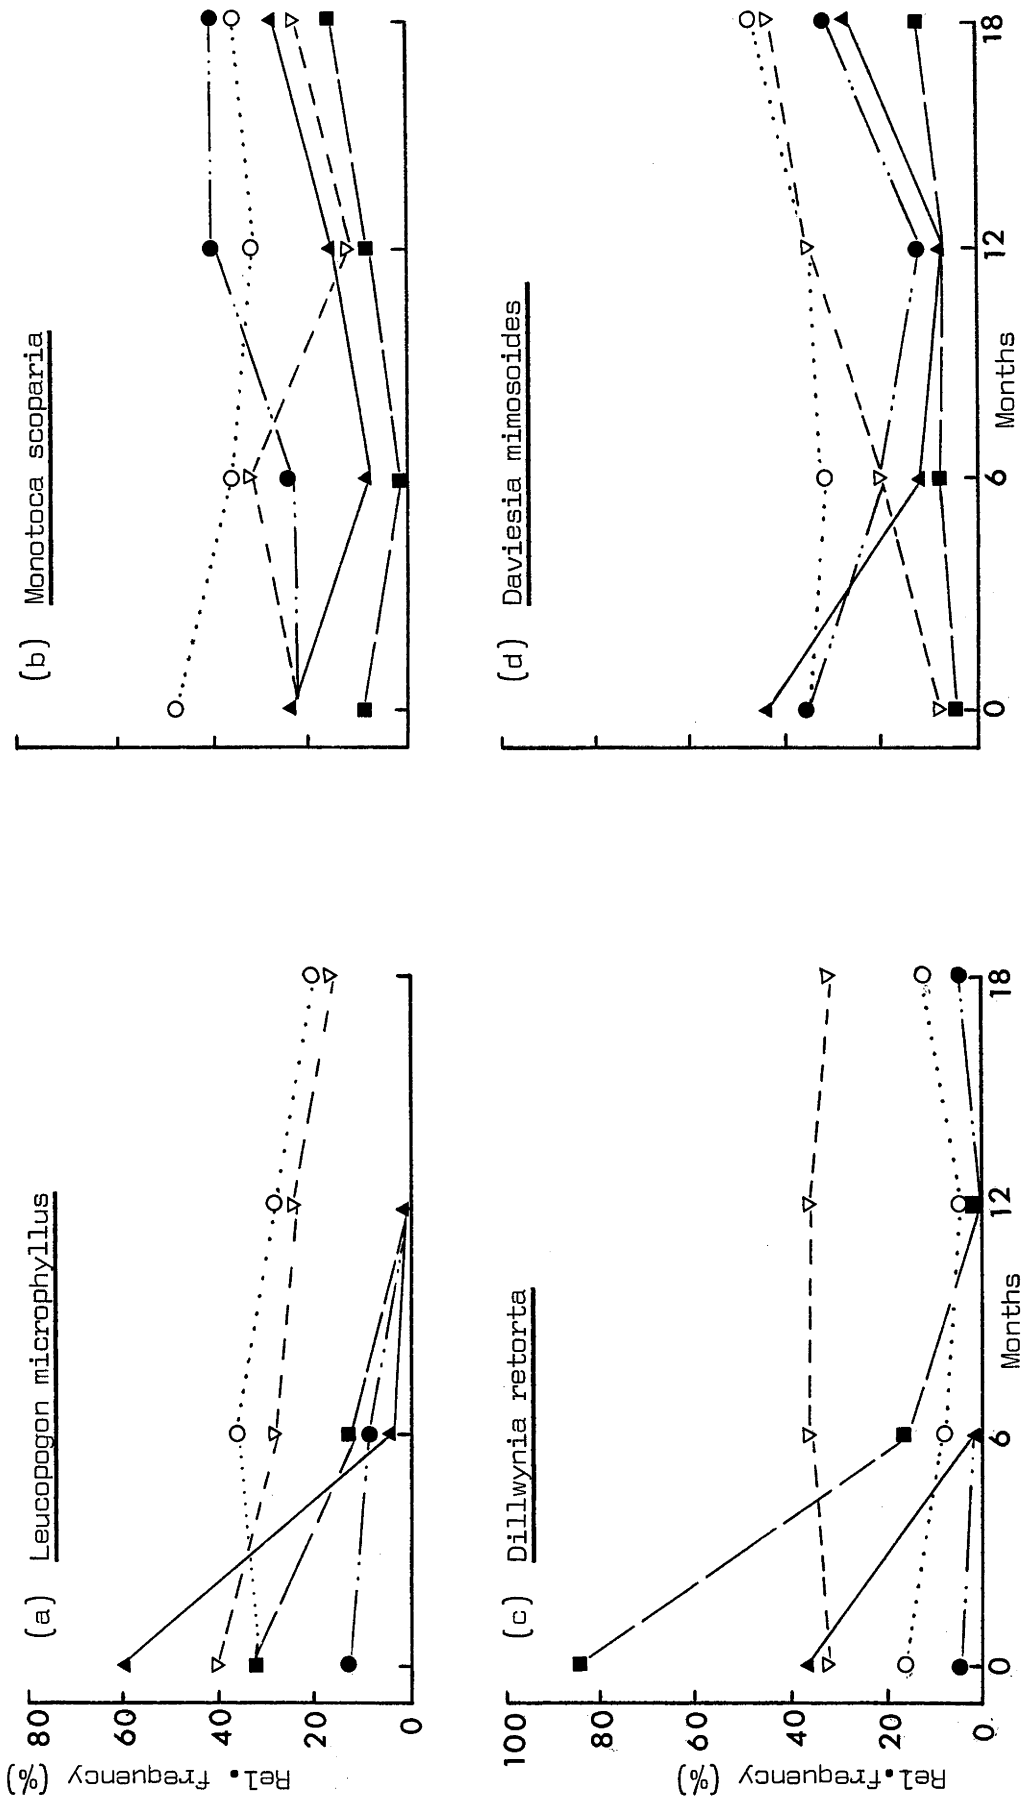 (a) Leucopogon microphyllus
80
60
40
20
0
Rel. frequency (%)
(b) Monotoca scoparia
(c) Dillwynia retorta
100
80
60
40
20
0
Rel. frequency (%)
0 6 12 18
Months
(d) Daviesia mimosoides
0 6 12 18
Months